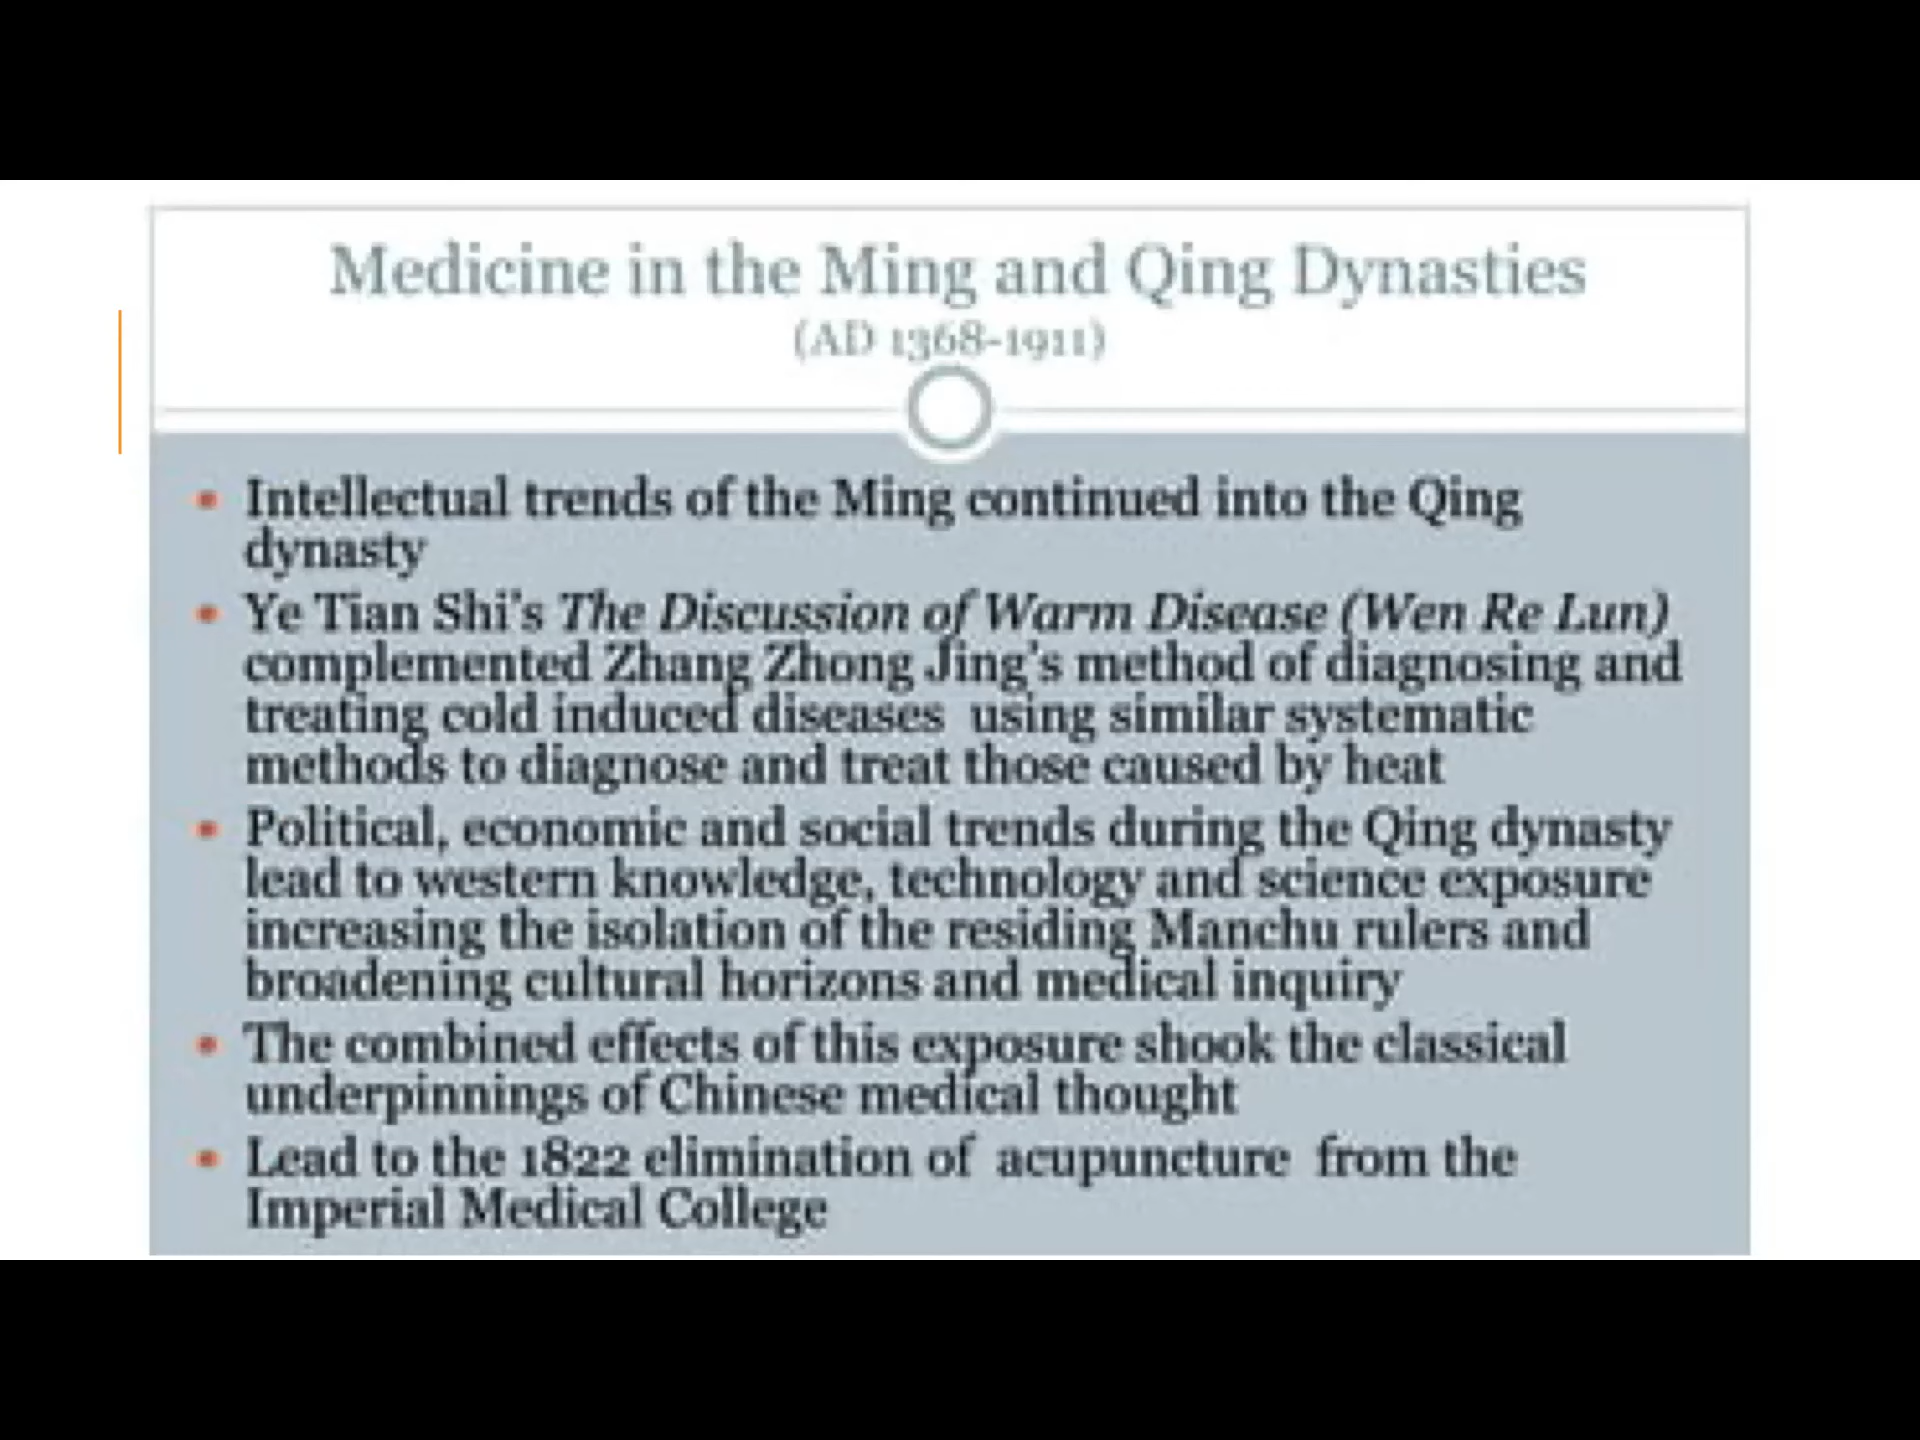 Medicine in the Ming and Qing Dynasties
(AD 1368-1911)
• Intellectual trends of the Ming continued into the Qing
dynasty
• Ye Tian Shi's The Discussion of Warm Disease (Wen Re Lun)
complemented Zhang Zhong Jing's method of diagnosing and
treating cold induced diseases using similar systematic
methods to diagnose and treat those caused by heat
• Political, economic and social trends during the Qing dynasty
lead to western knowledge, technology and science exposure
increasing the isolation of the residing Manchu rulers and
broadening cultural horizons and medical inquiry
• The combined effects of this exposure shook the classical
underpinnings of Chinese medical thought
• Lead to the 1822 elimination of acupuncture from the
Imperial Medical College